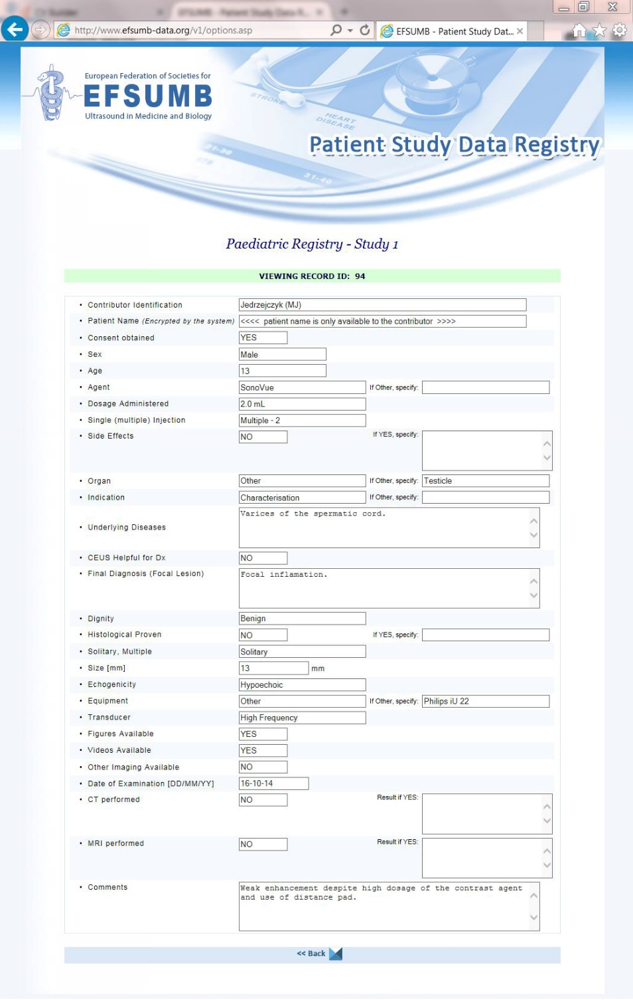 http://www.efsumb-data.org/v1/options.asp
EFSUMB - Patient Study Dat...
European Federation of Societies for
EFSUMB
Ultrasound in Medicine and Biology
STROKE
HEART
DISEASE
21-30
31-40
Patient Study Data Registry
Paediatric Registry - Study 1
VIEWING RECORD ID: 94
• Contributor Identification Jedrzejczyk (MJ)
• Patient Name (Encrypted by the system) <<<< patient name is only available to the contributor >>>>
• Consent obtained YES
• Sex Male
• Age 13
• Agent SonoVue If Other, specify:
• Dosage Administered 2.0 mL
• Single (multiple) Injection Multiple - 2
• Side Effects NO If YES, specify:
• Organ Other If Other, specify: Testicle
• Indication Characterisation If Other, specify:
• Underlying Diseases Varices of the spermatic cord.
• CEUS Helpful for Dx NO
• Final Diagnosis (Focal Lesion) Focal inflamation.
• Dignity Benign
• Histological Proven NO If YES, specify:
• Solitary, Multiple Solitary
• Size [mm] 13 mm
• Echogenicity Hypoechoic
• Equipment Other If Other, specify: Philips iU 22
• Transducer High Frequency
• Figures Available YES
• Videos Available YES
• Other Imaging Available NO
• Date of Examination [DD/MM/YY] 16-10-14
• CT performed NO Result if YES:
• MRI performed NO Result if YES:
• Comments Weak enhancement despite high dosage of the contrast agent
and use of distance pad.
<< Back